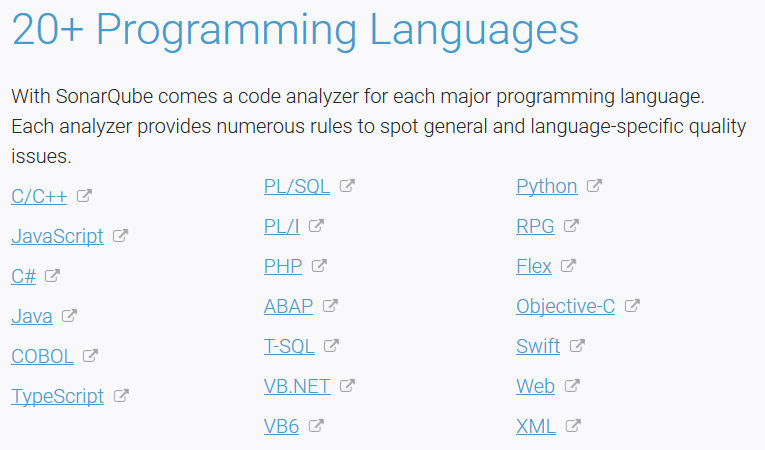 20+ Programming Languages
With SonarQube comes a code analyzer for each major programming language.
Each analyzer provides numerous rules to spot general and language-specific quality
issues.
C/C++
JavaScript
C#
Java
COBOL
TypeScript
PL/SQL
PL/I
PHP
ABAP
T-SQL
VB.NET
VB6
Python
RPG
Flex
Objective-C
Swift
Web
XML